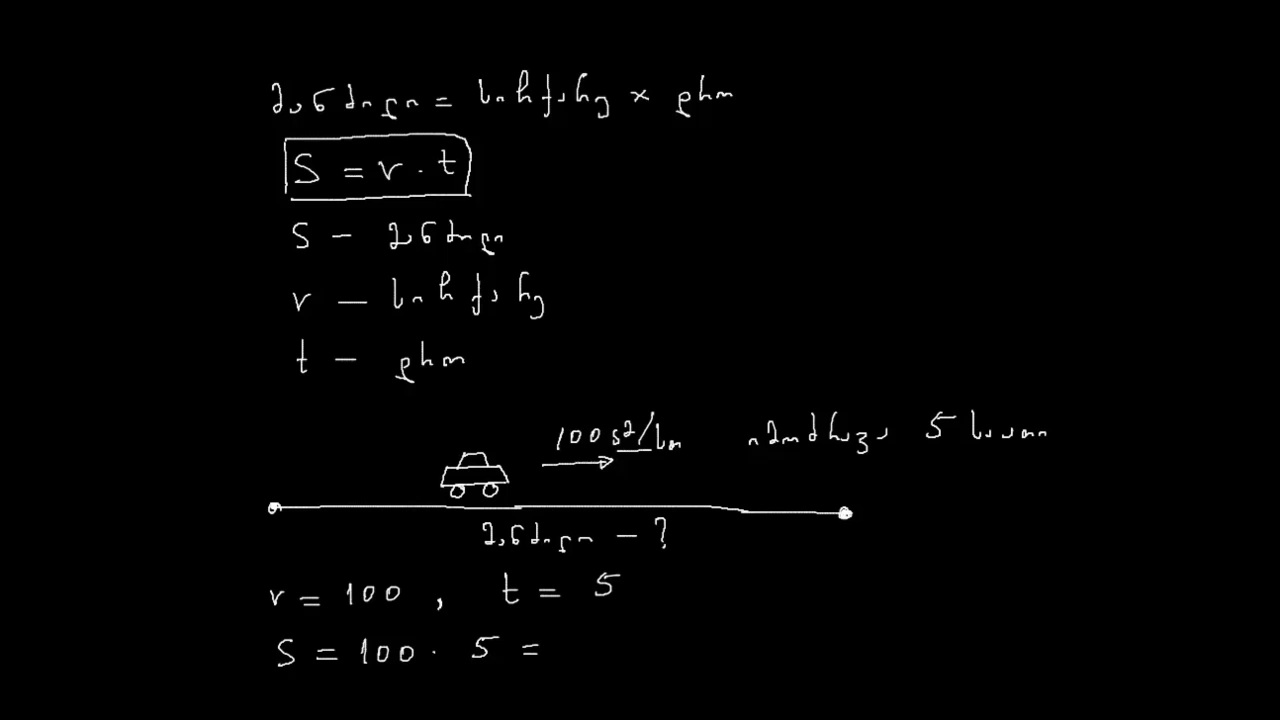 მანძილი = სიჩქარე × დრო
S = v · t
S – მანძილი
v – სიჩქარე
t – დრო
100 კმ/სთ იმოძრავა 5 საათი
მანძილი – ?
v = 100 , t = 5
S = 100 · 5 =